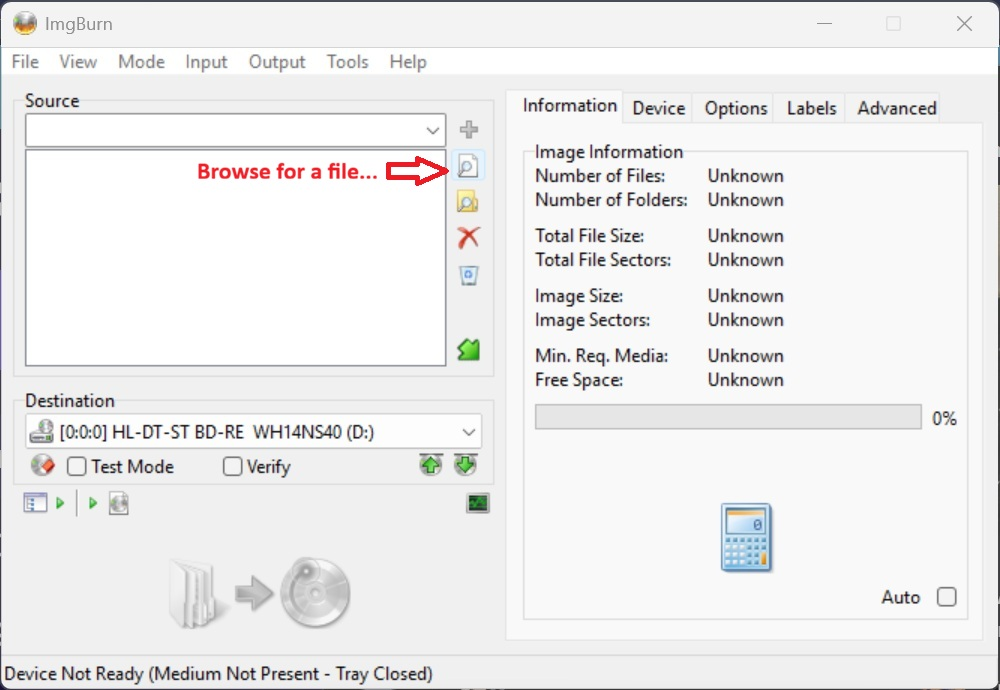 ImgBurn
File View Mode Input Output Tools Help
Source
Browse for a file...
Destination
[0:0:0] HL-DT-ST BD-RE WH14NS40 (D:)
Test Mode Verify
Information Device Options Labels Advanced
Image Information
Number of Files: Unknown
Number of Folders: Unknown
Total File Size: Unknown
Total File Sectors: Unknown
Image Size: Unknown
Image Sectors: Unknown
Min. Req. Media: Unknown
Free Space: Unknown
0%
0
Auto
Device Not Ready (Medium Not Present - Tray Closed)